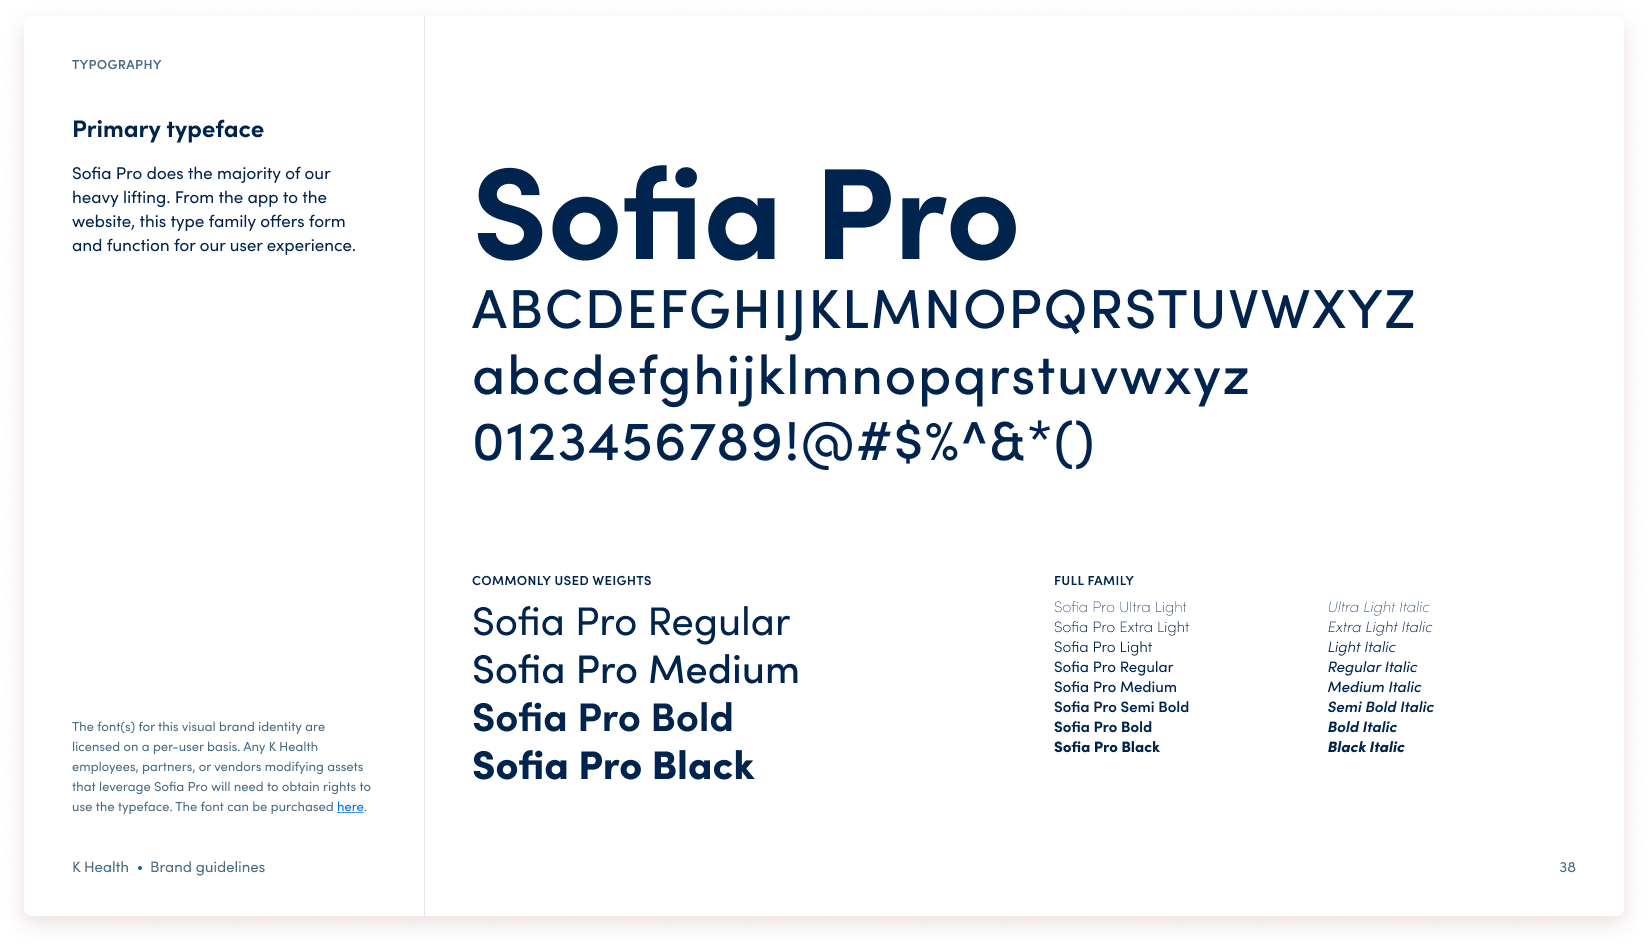 TYPOGRAPHY
Primary typeface
Sofia Pro does the majority of our
heavy lifting. From the app to the
website, this type family offers form
and function for our user experience.
The font(s) for this visual brand identity are
licensed on a per-user basis. Any K Health
employees, partners, or vendors modifying assets
that leverage Sofia Pro will need to obtain rights to
use the typeface. The font can be purchased here.
K Health • Brand guidelines
Sofia Pro
ABCDEFGHIJKLMNOPQRSTUVWXYZ
abcdefghijklmnopqrstuvwxyz
0123456789!@#$%^&*()
COMMONLY USED WEIGHTS
Sofia Pro Regular
Sofia Pro Medium
Sofia Pro Bold
Sofia Pro Black
FULL FAMILY
Sofia Pro Ultra Light
Sofia Pro Extra Light
Sofia Pro Light
Sofia Pro Regular
Sofia Pro Medium
Sofia Pro Semi Bold
Sofia Pro Bold
Sofia Pro Black
Ultra Light Italic
Extra Light Italic
Light Italic
Regular Italic
Medium Italic
Semi Bold Italic
Bold Italic
Black Italic
38